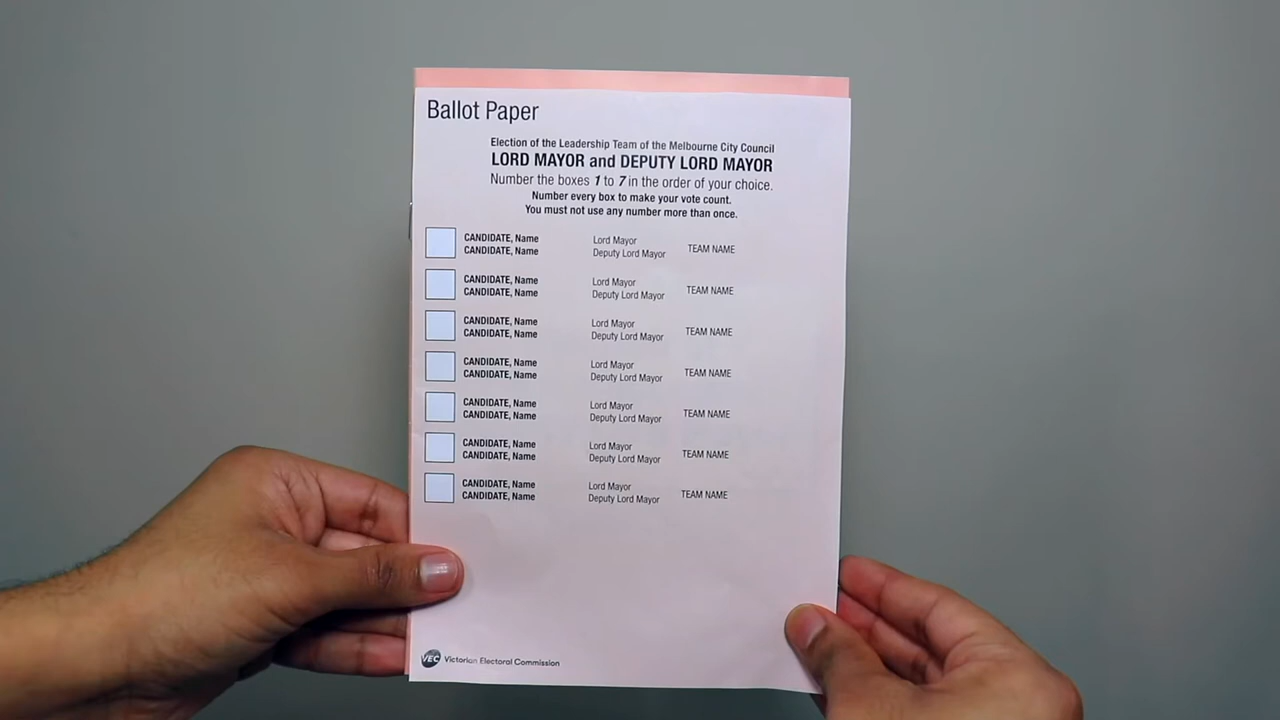 Ballot Paper
Election of the Leadership Team of the Melbourne City Council
LORD MAYOR and DEPUTY LORD MAYOR
Number the boxes 1 to 7 in the order of your choice.
Number every box to make your vote count.
You must not use any number more than once.
CANDIDATE, Name Lord Mayor TEAM NAME
CANDIDATE, Name Deputy Lord Mayor
CANDIDATE, Name Lord Mayor TEAM NAME
CANDIDATE, Name Deputy Lord Mayor
CANDIDATE, Name Lord Mayor TEAM NAME
CANDIDATE, Name Deputy Lord Mayor
CANDIDATE, Name Lord Mayor TEAM NAME
CANDIDATE, Name Deputy Lord Mayor
CANDIDATE, Name Lord Mayor TEAM NAME
CANDIDATE, Name Deputy Lord Mayor
CANDIDATE, Name Lord Mayor TEAM NAME
CANDIDATE, Name Deputy Lord Mayor
CANDIDATE, Name Lord Mayor TEAM NAME
CANDIDATE, Name Deputy Lord Mayor
VEC Victorian Electoral Commission